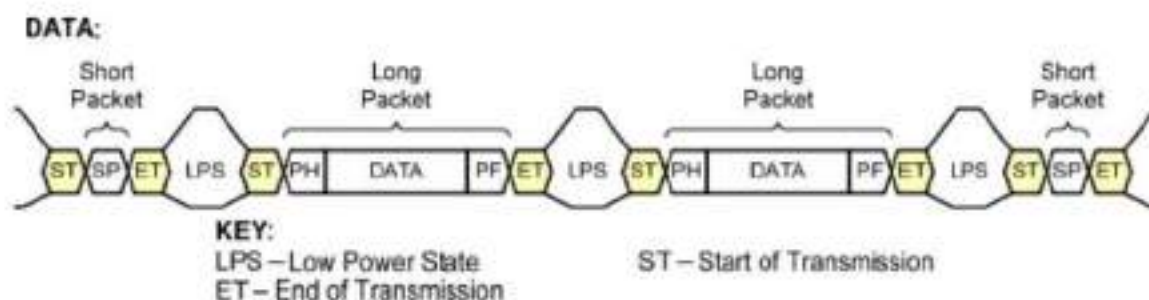 DATA:
Short Packet
Long Packet
Long Packet
Short Packet
ST SP ET LPS ST PH DATA PF ET LPS ST PH DATA PF ET LPS ST SP ET
KEY:
LPS – Low Power State
ST – Start of Transmission
ET – End of Transmission